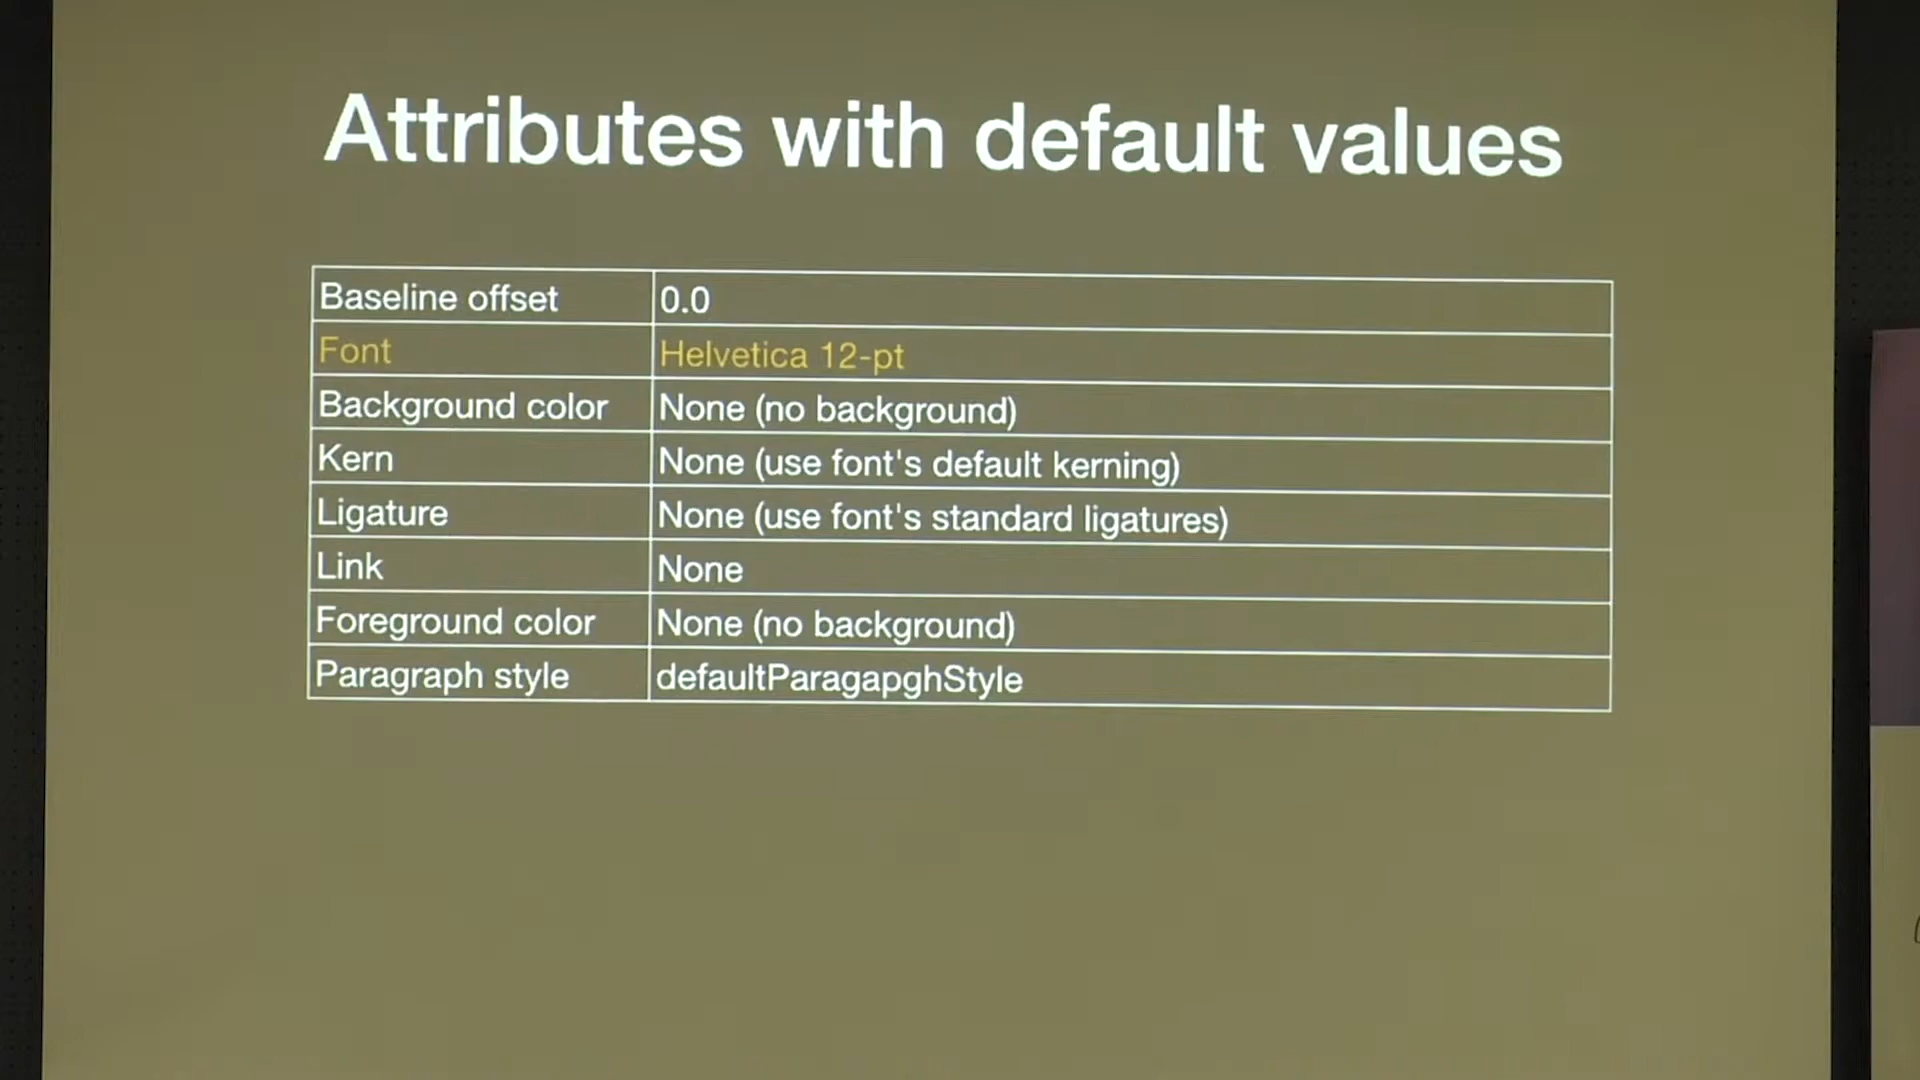 Attributes with default values
Baseline offset 0.0
Font Helvetica 12-pt
Background color None (no background)
Kern None (use font's default kerning)
Ligature None (use font's standard ligatures)
Link None
Foreground color None (no background)
Paragraph style defaultParagapghStyle